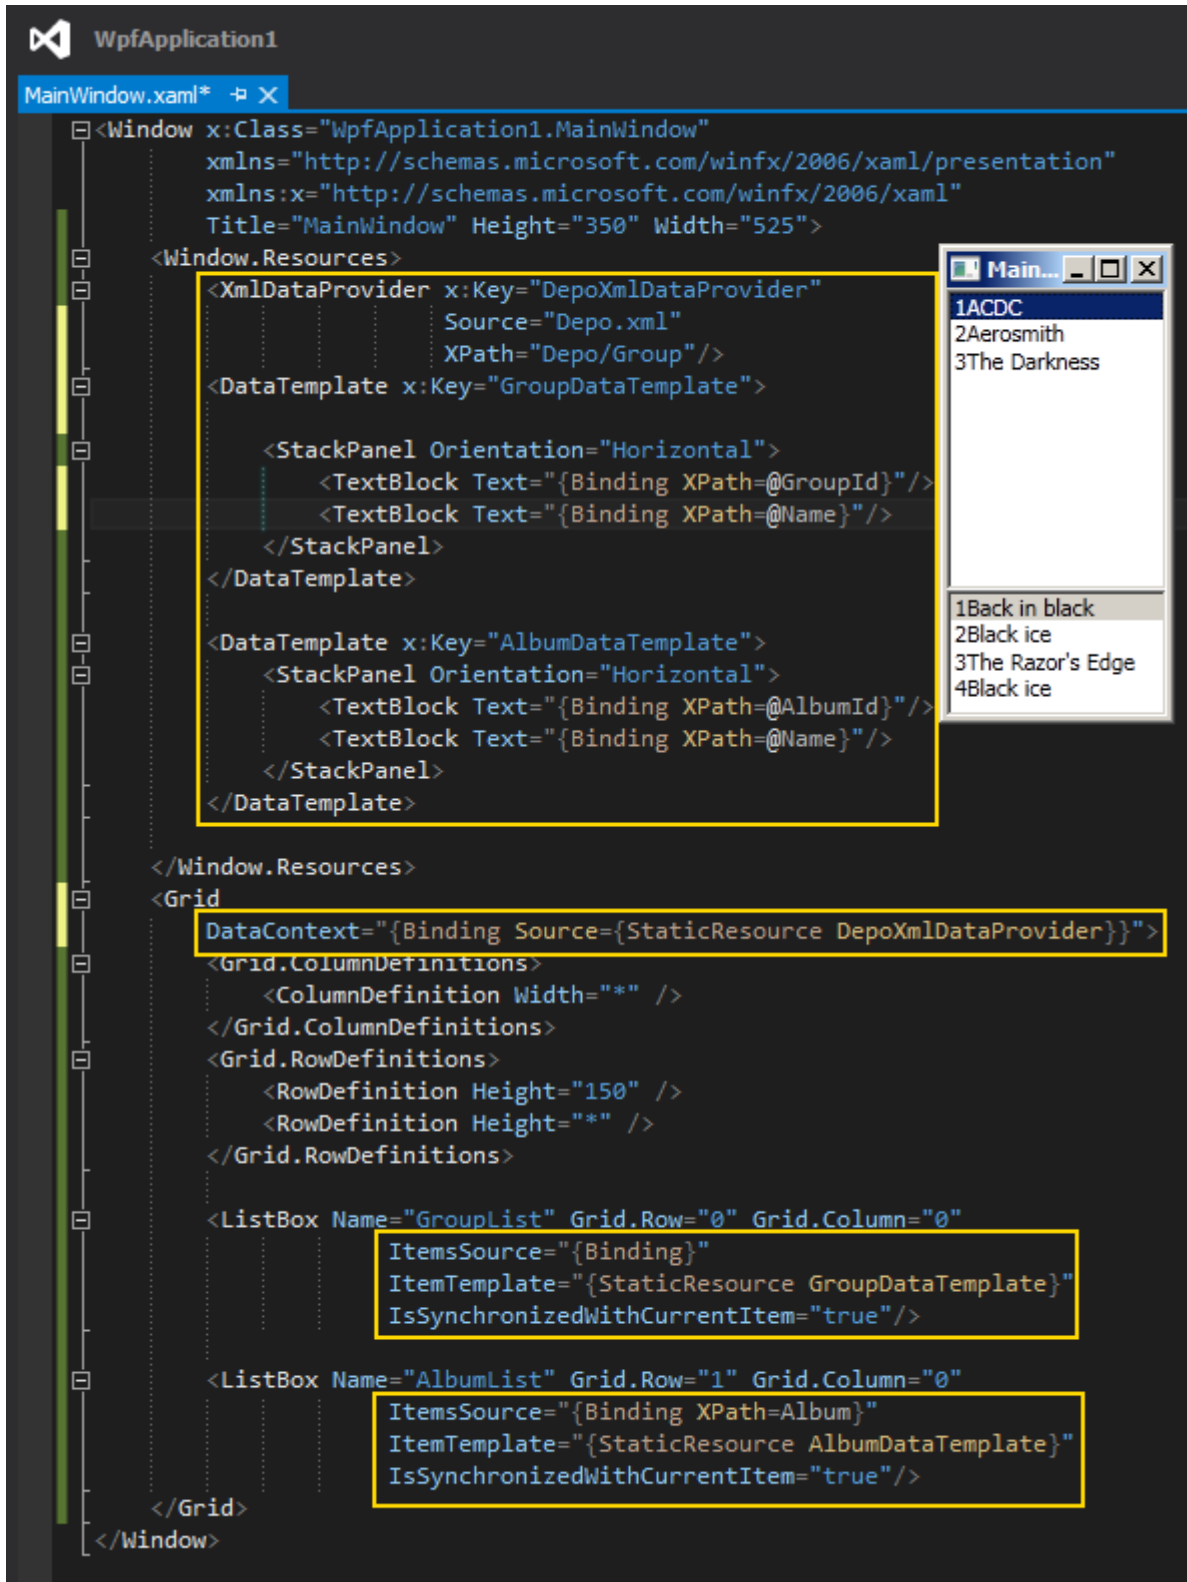 WpfApplication1
MainWindow.xaml*
<Window x:Class="WpfApplication1.MainWindow"
xmlns="http://schemas.microsoft.com/winfx/2006/xaml/presentation"
xmlns:x="http://schemas.microsoft.com/winfx/2006/xaml"
Title="MainWindow" Height="350" Width="525">
<Window.Resources>
<XmlDataProvider x:Key="DepoXmlDataProvider"
Source="Depo.xml"
XPath="Depo/Group"/>
<DataTemplate x:Key="GroupDataTemplate">
<StackPanel Orientation="Horizontal">
<TextBlock Text="{Binding XPath=@GroupId}"/>
<TextBlock Text="{Binding XPath=@Name}"/>
</StackPanel>
</DataTemplate>
<DataTemplate x:Key="AlbumDataTemplate">
<StackPanel Orientation="Horizontal">
<TextBlock Text="{Binding XPath=@AlbumId}"/>
<TextBlock Text="{Binding XPath=@Name}"/>
</StackPanel>
</DataTemplate>
</Window.Resources>
<Grid
DataContext="{Binding Source={StaticResource DepoXmlDataProvider}}">
<Grid.ColumnDefinitions>
<ColumnDefinition Width="*" />
</Grid.ColumnDefinitions>
<Grid.RowDefinitions>
<RowDefinition Height="150" />
<RowDefinition Height="*" />
</Grid.RowDefinitions>
<ListBox Name="GroupList" Grid.Row="0" Grid.Column="0"
ItemsSource="{Binding}"
ItemTemplate="{StaticResource GroupDataTemplate}"
IsSynchronizedWithCurrentItem="true"/>
<ListBox Name="AlbumList" Grid.Row="1" Grid.Column="0"
ItemsSource="{Binding XPath=Album}"
ItemTemplate="{StaticResource AlbumDataTemplate}"
IsSynchronizedWithCurrentItem="true"/>
</Grid>
</Window>
Main...
1ACDC
2Aerosmith
3The Darkness
1Back in black
2Black ice
3The Razor's Edge
4Black ice